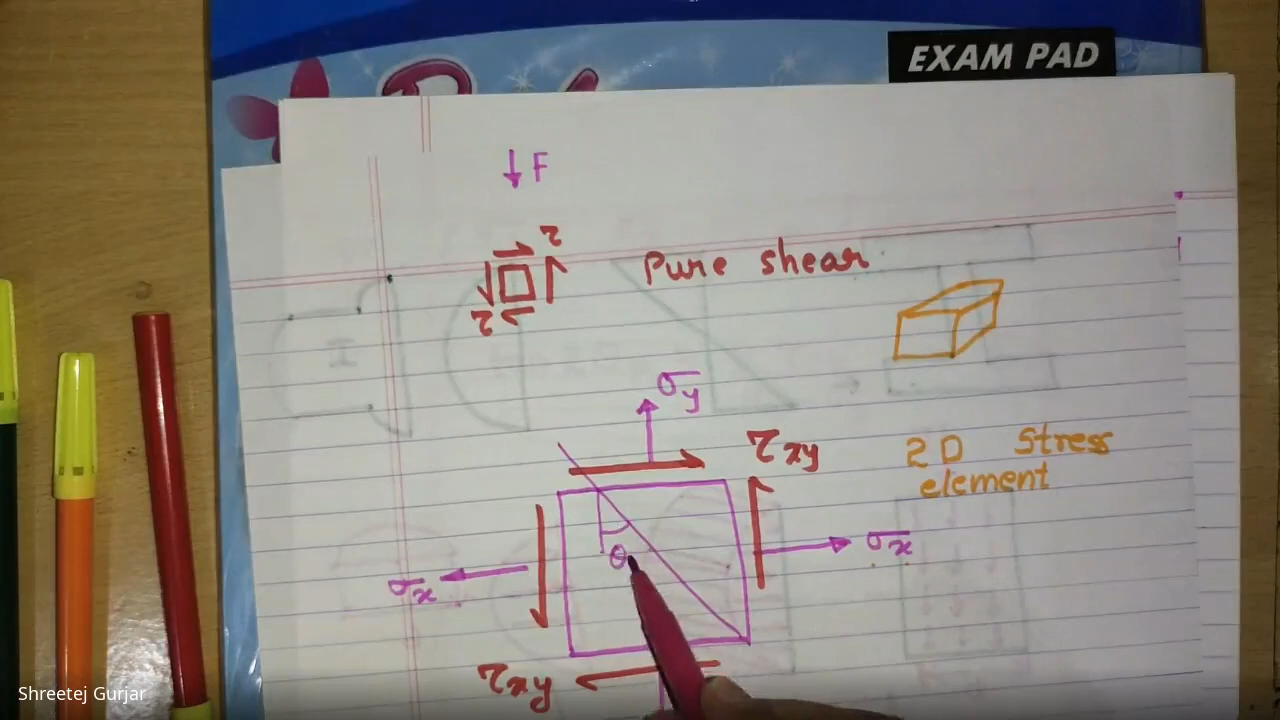 EXAM PAD
↓ F
τ
Pure shear
τ
σy
τxy
2D Stress
element
σx
θ
σx
τxy
Shreetej Gurjar